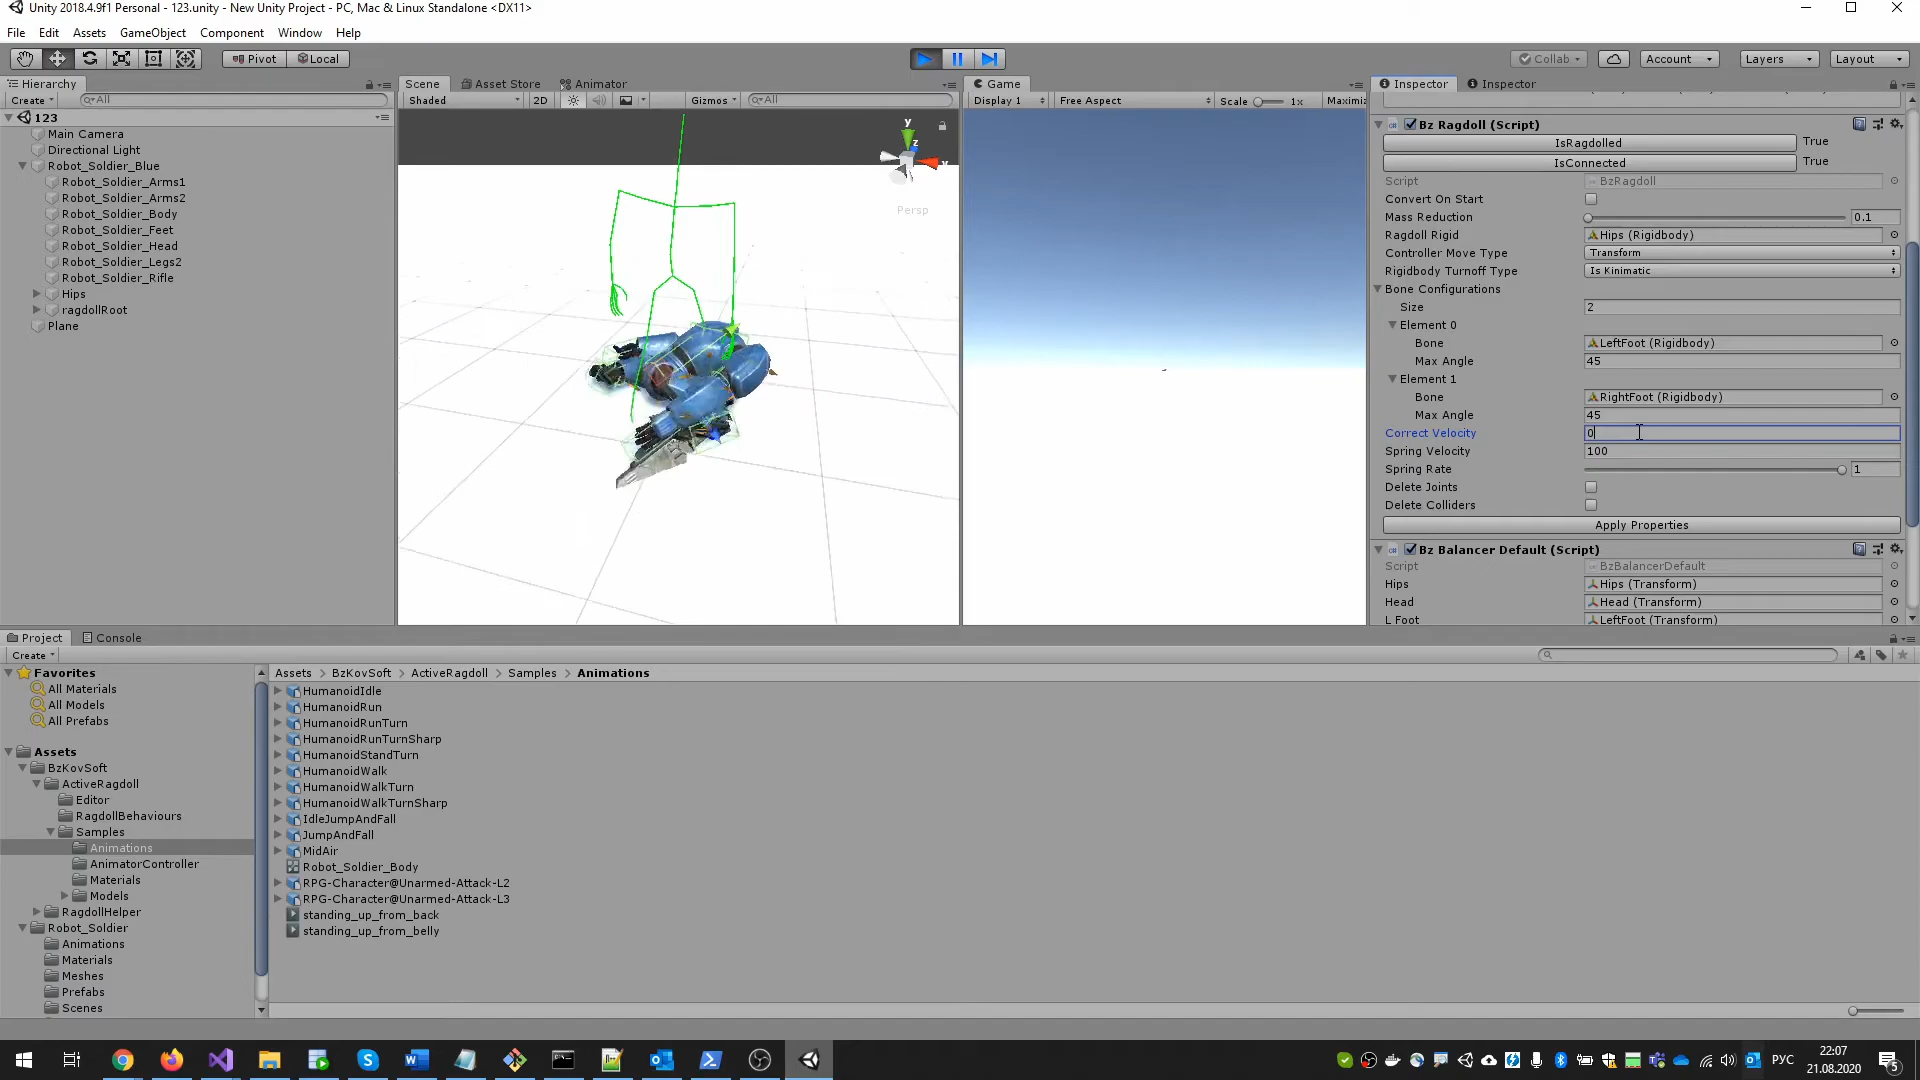 Unity 2018.4.9f1 Personal - 123.unity - New Unity Project - PC, Mac & Linux Standalone <DX11>
File Edit Assets GameObject Component Window Help
Pivot Local Collab Account Layers Layout
Hierarchy
Create All
123
Main Camera
Directional Light
Robot_Soldier_Blue
Robot_Soldier_Arms1
Robot_Soldier_Arms2
Robot_Soldier_Body
Robot_Soldier_Feet
Robot_Soldier_Head
Robot_Soldier_Legs2
Robot_Soldier_Rifle
Hips
ragdollRoot
Plane
Scene Asset Store Animator
Shaded 2D Gizmos All
y
z
x
Persp
Game
Display 1 Free Aspect Scale 1x Maximi
Inspector Inspector
Bz Ragdoll (Script)
IsRagdolled True
IsConnected True
Script BzRagdoll
Convert On Start
Mass Reduction 0.1
Ragdoll Rigid Hips (Rigidbody)
Controller Move Type Transform
Rigidbody Turnoff Type Is Kinimatic
Bone Configurations
Size 2
Element 0
Bone LeftFoot (Rigidbody)
Max Angle 45
Element 1
Bone RightFoot (Rigidbody)
Max Angle 45
Correct Velocity 0
Spring Velocity 100
Spring Rate 1
Delete Joints
Delete Colliders
Apply Properties
Bz Balancer Default (Script)
Script BzBalancerDefault
Hips Hips (Transform)
Head Head (Transform)
L Foot LeftFoot (Transform)
Project Console
Create
Favorites
All Materials
All Models
All Prefabs
Assets
BzKovSoft
ActiveRagdoll
Editor
RagdollBehaviours
Samples
Animations
AnimatorController
Materials
Models
RagdollHelper
Robot_Soldier
Animations
Materials
Meshes
Prefabs
Scenes
Assets BzKovSoft ActiveRagdoll Samples Animations
HumanoidIdle
HumanoidRun
HumanoidRunTurn
HumanoidRunTurnSharp
HumanoidStandTurn
HumanoidWalk
HumanoidWalkTurn
HumanoidWalkTurnSharp
IdleJumpAndFall
JumpAndFall
MidAir
Robot_Soldier_Body
RPG-Character@Unarmed-Attack-L2
RPG-Character@Unarmed-Attack-L3
standing_up_from_back
standing_up_from_belly
РУС
22:07
21.08.2020
5